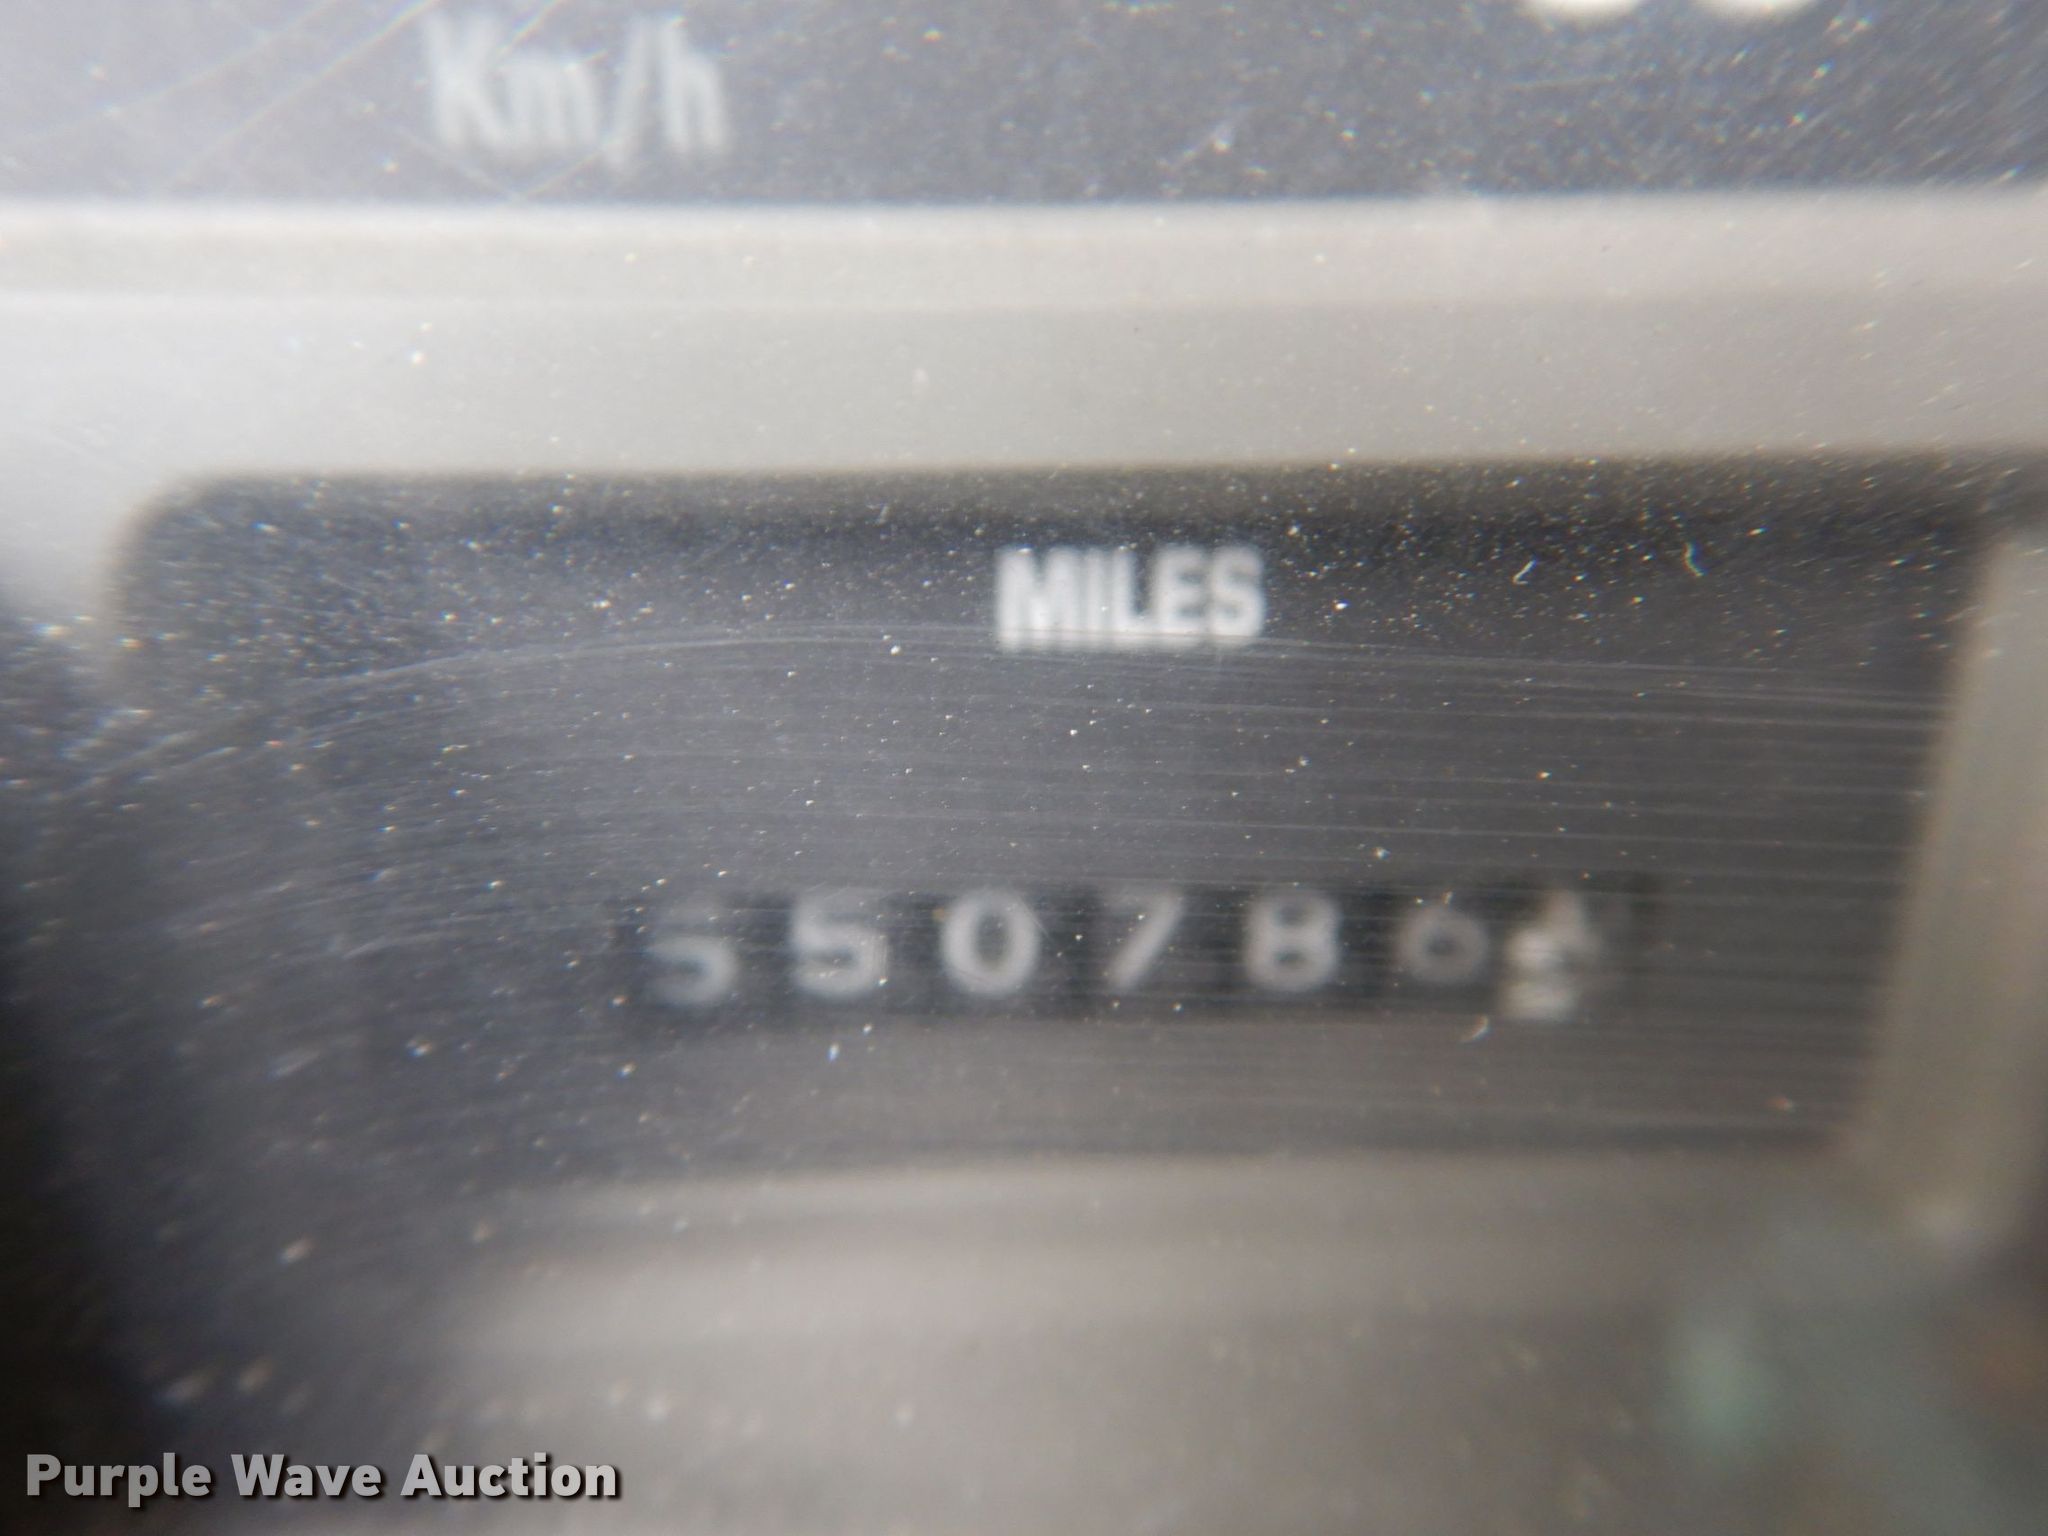 Km/h
MILES
550786
Purple Wave Auction